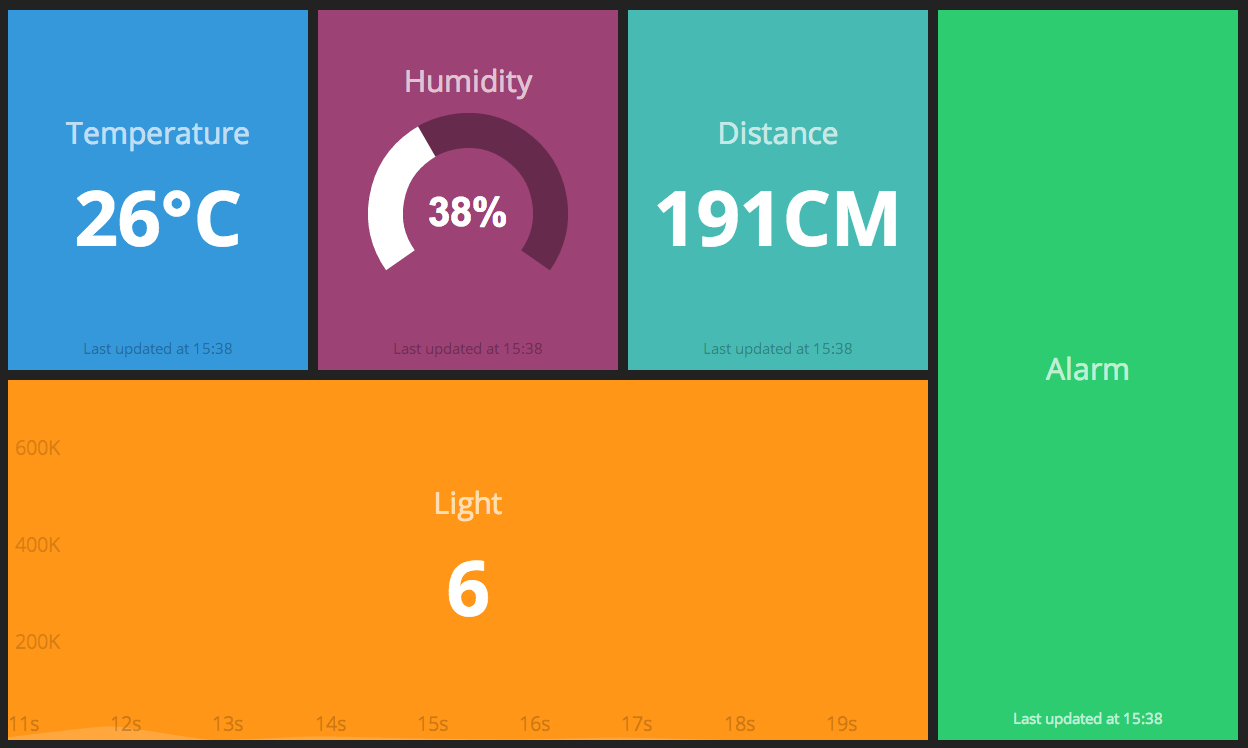 Temperature
26°C
Last updated at 15:38
Humidity
38%
Last updated at 15:38
Distance
191CM
Last updated at 15:38
Alarm
Last updated at 15:38
Light
6
600K
400K
200K
11s 12s 13s 14s 15s 16s 17s 18s 19s